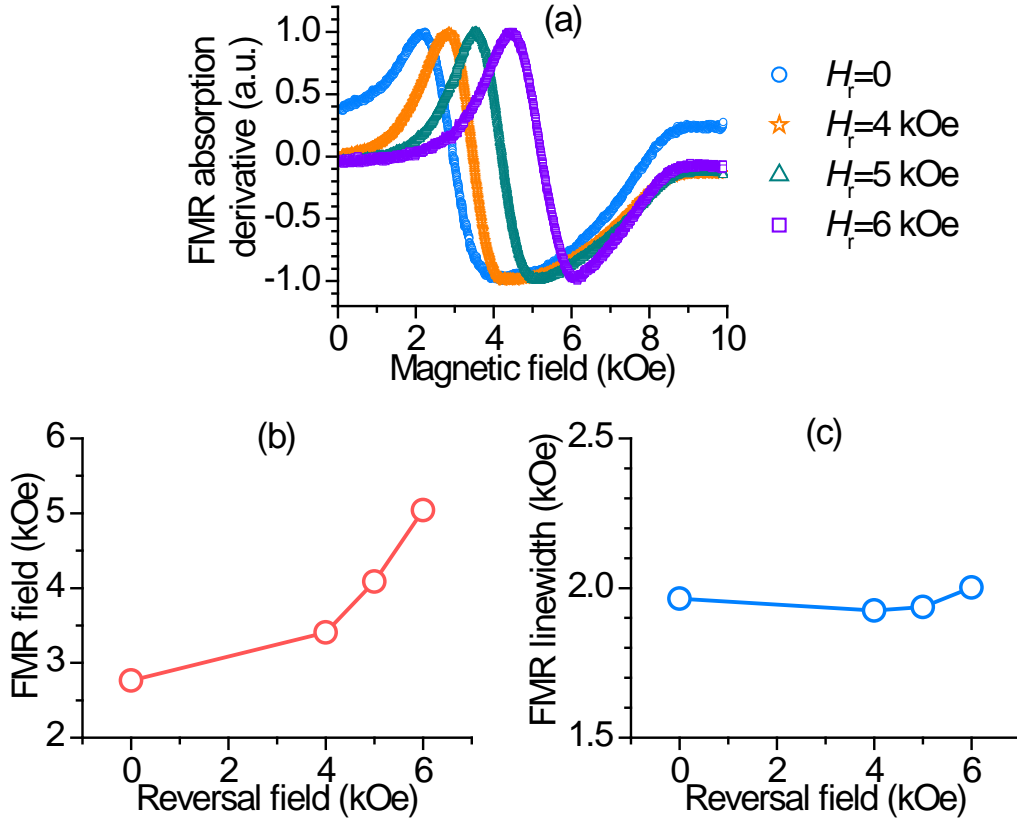 (a)
FMR absorption
derivative (a.u.)
1.0
0.5
0.0
-0.5
-1.0
0 2 4 6 8 10
Magnetic field (kOe)
Hr=0
Hr=4 kOe
Hr=5 kOe
Hr=6 kOe
(b)
FMR field (kOe)
6
5
4
3
2
0 2 4 6
Reversal field (kOe)
(c)
FMR linewidth (kOe)
2.5
2.0
1.5
0 2 4 6
Reversal field (kOe)